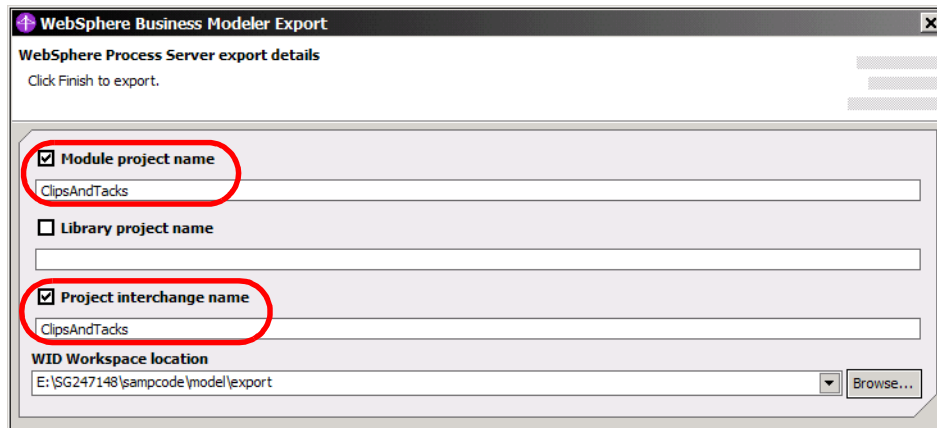 WebSphere Business Modeler Export
WebSphere Process Server export details
Click Finish to export.
Module project name
ClipsAndTacks
Library project name
Project interchange name
ClipsAndTacks
WID Workspace location
E:\SG247148\sampcode\model\export
Browse...